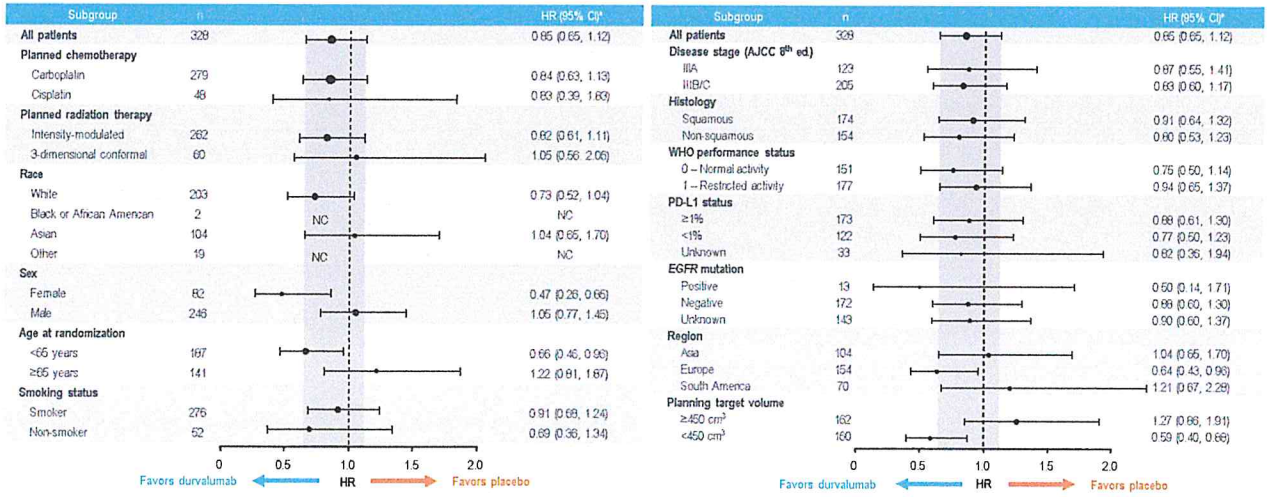 Subgroup n HR (95% CI)*
All patients 328 0.85 (0.65, 1.12)
Planned chemotherapy
Carboplatin 279 0.84 (0.63, 1.13)
Cisplatin 48 0.83 (0.39, 1.83)
Planned radiation therapy
Intensity-modulated 262 0.82 (0.61, 1.11)
3-dimensional conformal 60 1.05 (0.56, 2.06)
Race
White 203 0.73 (0.52, 1.04)
Black or African American 2 NC NC
Asian 104 1.04 (0.65, 1.70)
Other 19 NC NC
Sex
Female 82 0.47 (0.26, 0.86)
Male 246 1.05 (0.77, 1.45)
Age at randomization
<65 years 187 0.66 (0.46, 0.96)
≥65 years 141 1.22 (0.81, 1.87)
Smoking status
Smoker 276 0.91 (0.68, 1.24)
Non-smoker 52 0.69 (0.36, 1.34)
0 0.5 1.0 1.5 2.0
Favors durvalumab HR Favors placebo
Subgroup n HR (95% CI)*
All patients 328 0.85 (0.65, 1.12)
Disease stage (AJCC 8th ed.)
IIIA 123 0.87 (0.55, 1.41)
IIIB/C 205 0.83 (0.60, 1.17)
Histology
Squamous 174 0.91 (0.64, 1.32)
Non-squamous 154 0.80 (0.53, 1.23)
WHO performance status
0 – Normal activity 151 0.75 (0.50, 1.14)
1 – Restricted activity 177 0.94 (0.65, 1.37)
PD-L1 status
≥1% 173 0.88 (0.61, 1.30)
<1% 122 0.77 (0.50, 1.23)
Unknown 33 0.82 (0.36, 1.94)
EGFR mutation
Positive 13 0.50 (0.14, 1.71)
Negative 172 0.88 (0.60, 1.30)
Unknown 143 0.90 (0.60, 1.37)
Region
Asia 104 1.04 (0.65, 1.70)
Europe 154 0.64 (0.43, 0.96)
South America 70 1.21 (0.67, 2.28)
Planning target volume
≥450 cm³ 162 1.27 (0.86, 1.91)
<450 cm³ 160 0.59 (0.40, 0.88)
0 0.5 1.0 1.5 2.0
Favors durvalumab HR Favors placebo